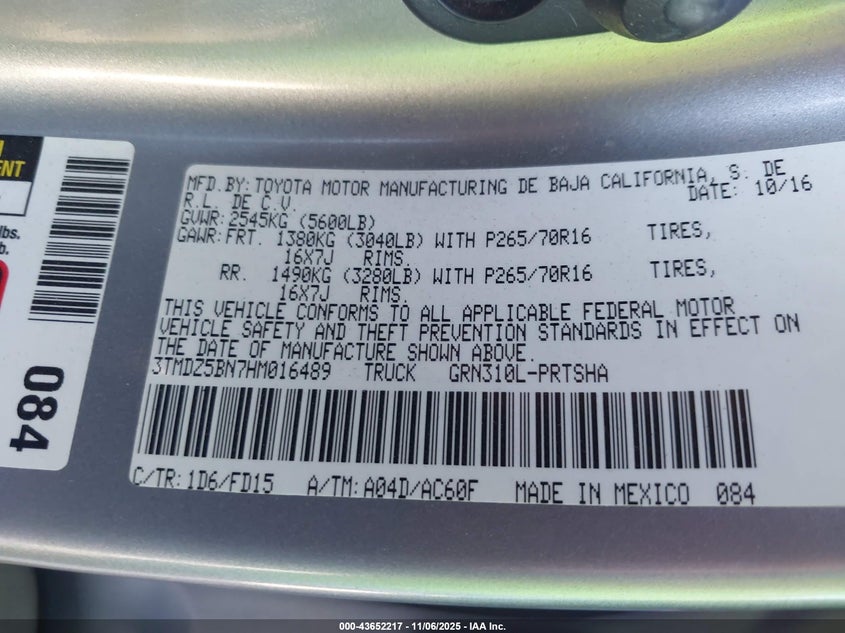 ENT
lbs.
b.
084
MFD.BY:TOYOTA MOTOR MANUFACTURING DE BAJA CALIFORNIA, S. DE
R.L. DE C.V. DATE: 10/16
GVWR:2545KG (5600LB)
GAWR:FRT. 1380KG (3040LB) WITH P265/70R16 TIRES,
16X7J RIMS.
RR. 1490KG (3280LB) WITH P265/70R16 TIRES,
16X7J RIMS.
THIS VEHICLE CONFORMS TO ALL APPLICABLE FEDERAL MOTOR
VEHICLE SAFETY AND THEFT PREVENTION STANDARDS IN EFFECT ON
THE DATE OF MANUFACTURE SHOWN ABOVE.
3TMDZ5BN7HM016489 TRUCK GRN310L-PRTSHA
C/TR:1D6/FD15 A/TM:A04D/AC60F MADE IN MEXICO 084
000-43652217 - 11/06/2025 - IAA Inc.